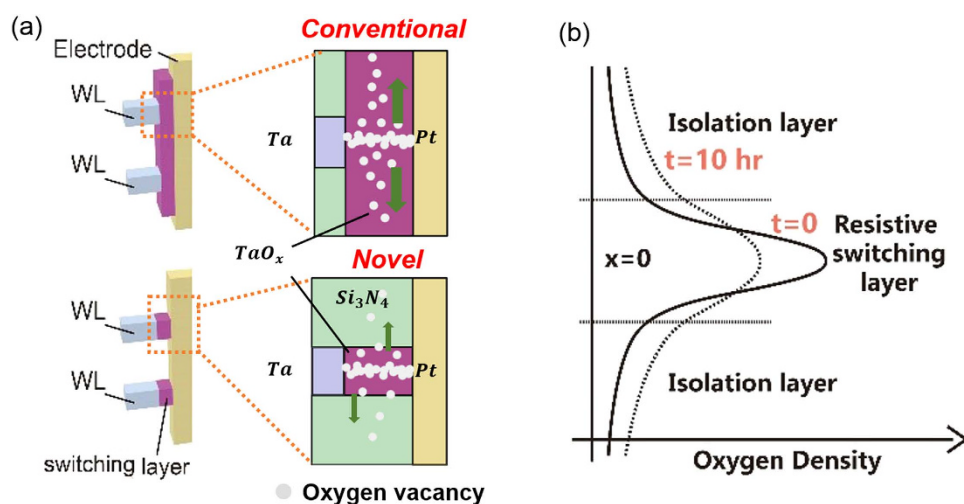 (a)
Conventional
Electrode
WL
WL
Ta
Pt
TaOₓ
Novel
Si₃N₄
WL
WL
Ta
Pt
switching layer
Oxygen vacancy
(b)
Isolation layer
t=10 hr
t=0
x=0
Resistive
switching
layer
Isolation layer
Oxygen Density